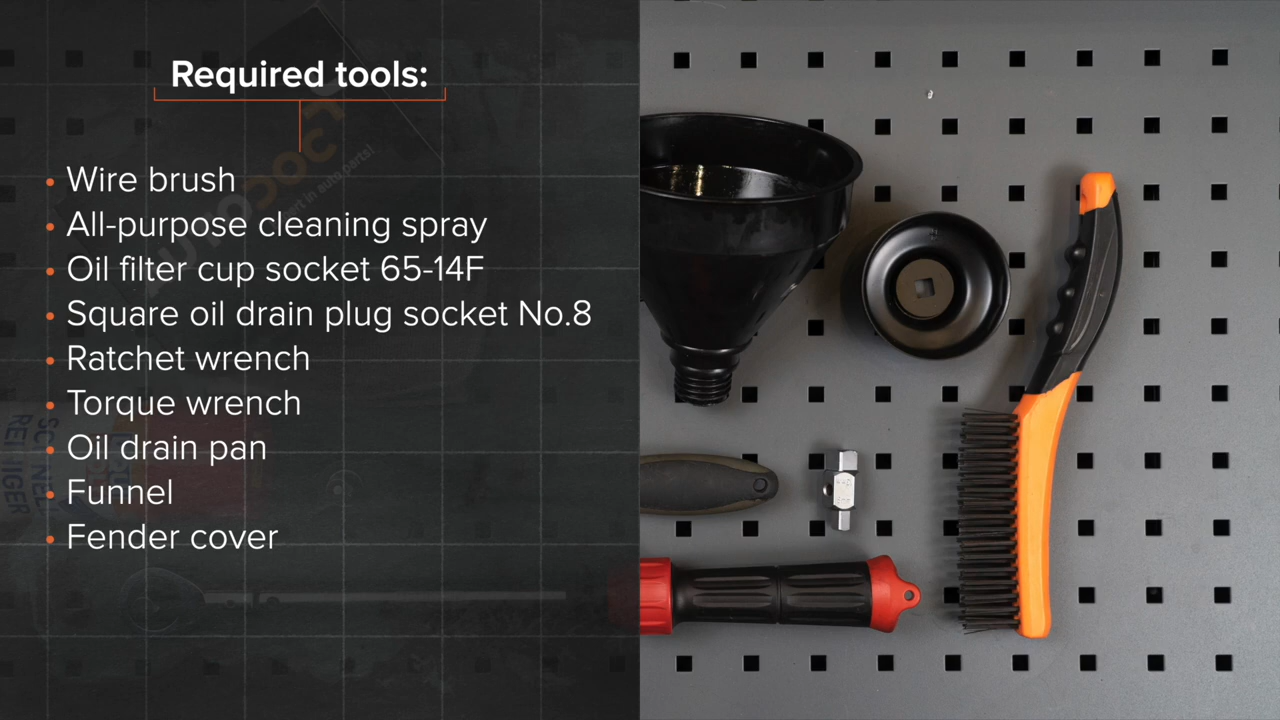 Required tools:
Wire brush
All-purpose cleaning spray
Oil filter cup socket 65-14F
Square oil drain plug socket No.8
Ratchet wrench
Torque wrench
Oil drain pan
Funnel
Fender cover